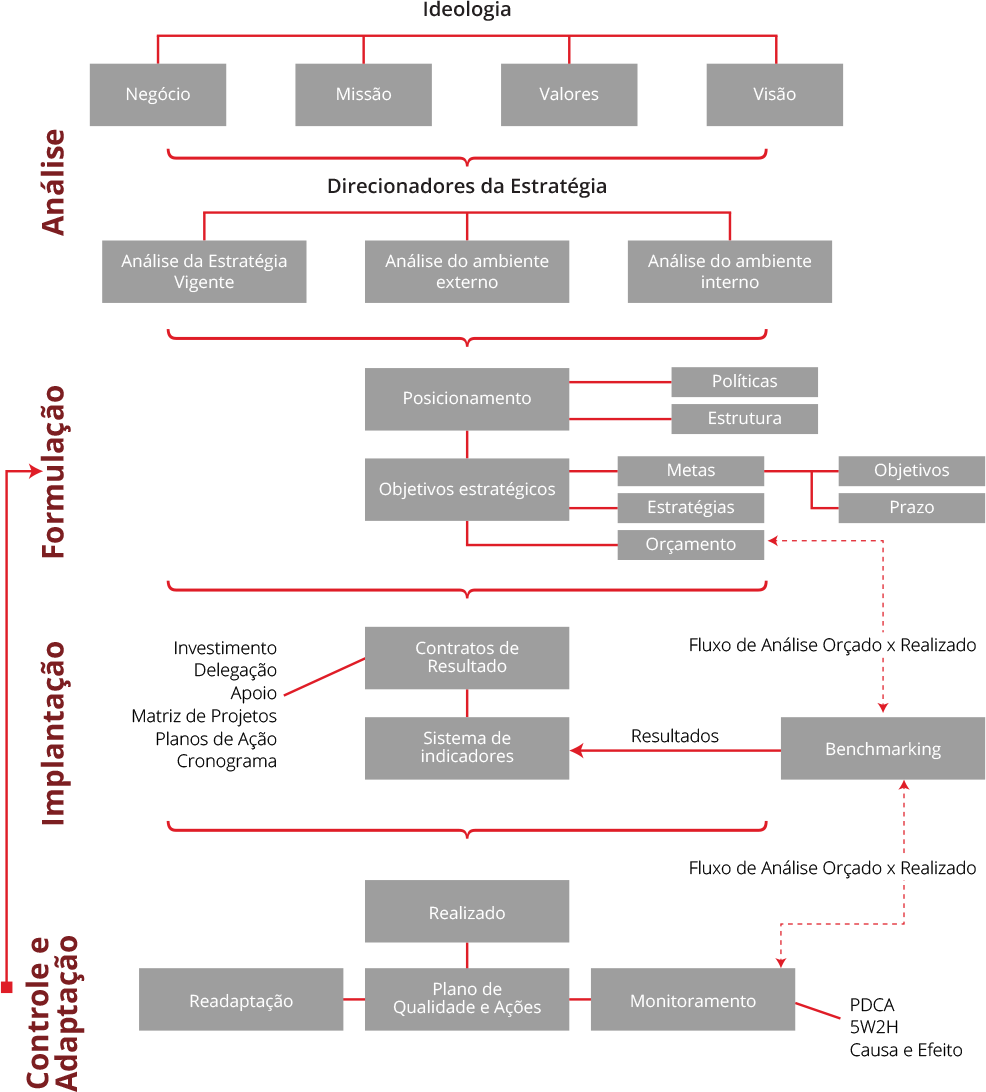 Ideologia
Negócio
Missão
Valores
Visão
Análise
Direcionadores da Estratégia
Análise da Estratégia
Vigente
Análise do ambiente
externo
Análise do ambiente
interno
Formulação
Posicionamento
Políticas
Estrutura
Objetivos estratégicos
Metas
Objetivos
Estratégias
Prazo
Orçamento
Fluxo de Análise Orçado x Realizado
Implantação
Investimento
Delegação
Apoio
Matriz de Projetos
Planos de Ação
Cronograma
Contratos de
Resultado
Sistema de
indicadores
Resultados
Benchmarking
Fluxo de Análise Orçado x Realizado
Controle e
Adaptação
Realizado
Readaptação
Plano de
Qualidade e Ações
Monitoramento
PDCA
5W2H
Causa e Efeito